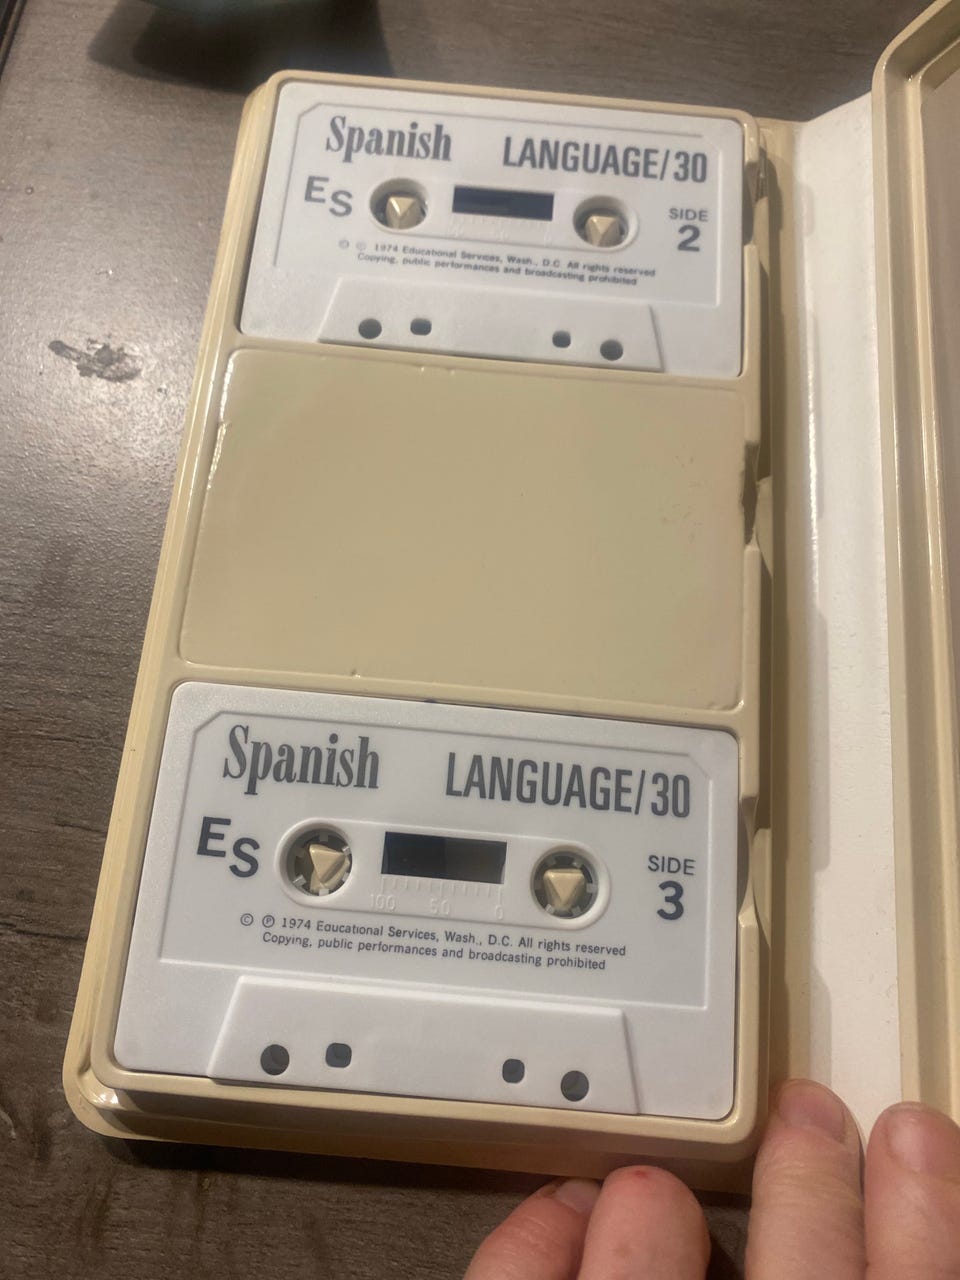 Spanish LANGUAGE/30
ES
SIDE
2
© ℗ 1974 Educational Services, Wash., D.C. All rights reserved
Copying, public performances and broadcasting prohibited
Spanish LANGUAGE/30
ES
SIDE
3
100 50 0
© ℗ 1974 Educational Services, Wash., D.C. All rights reserved
Copying, public performances and broadcasting prohibited